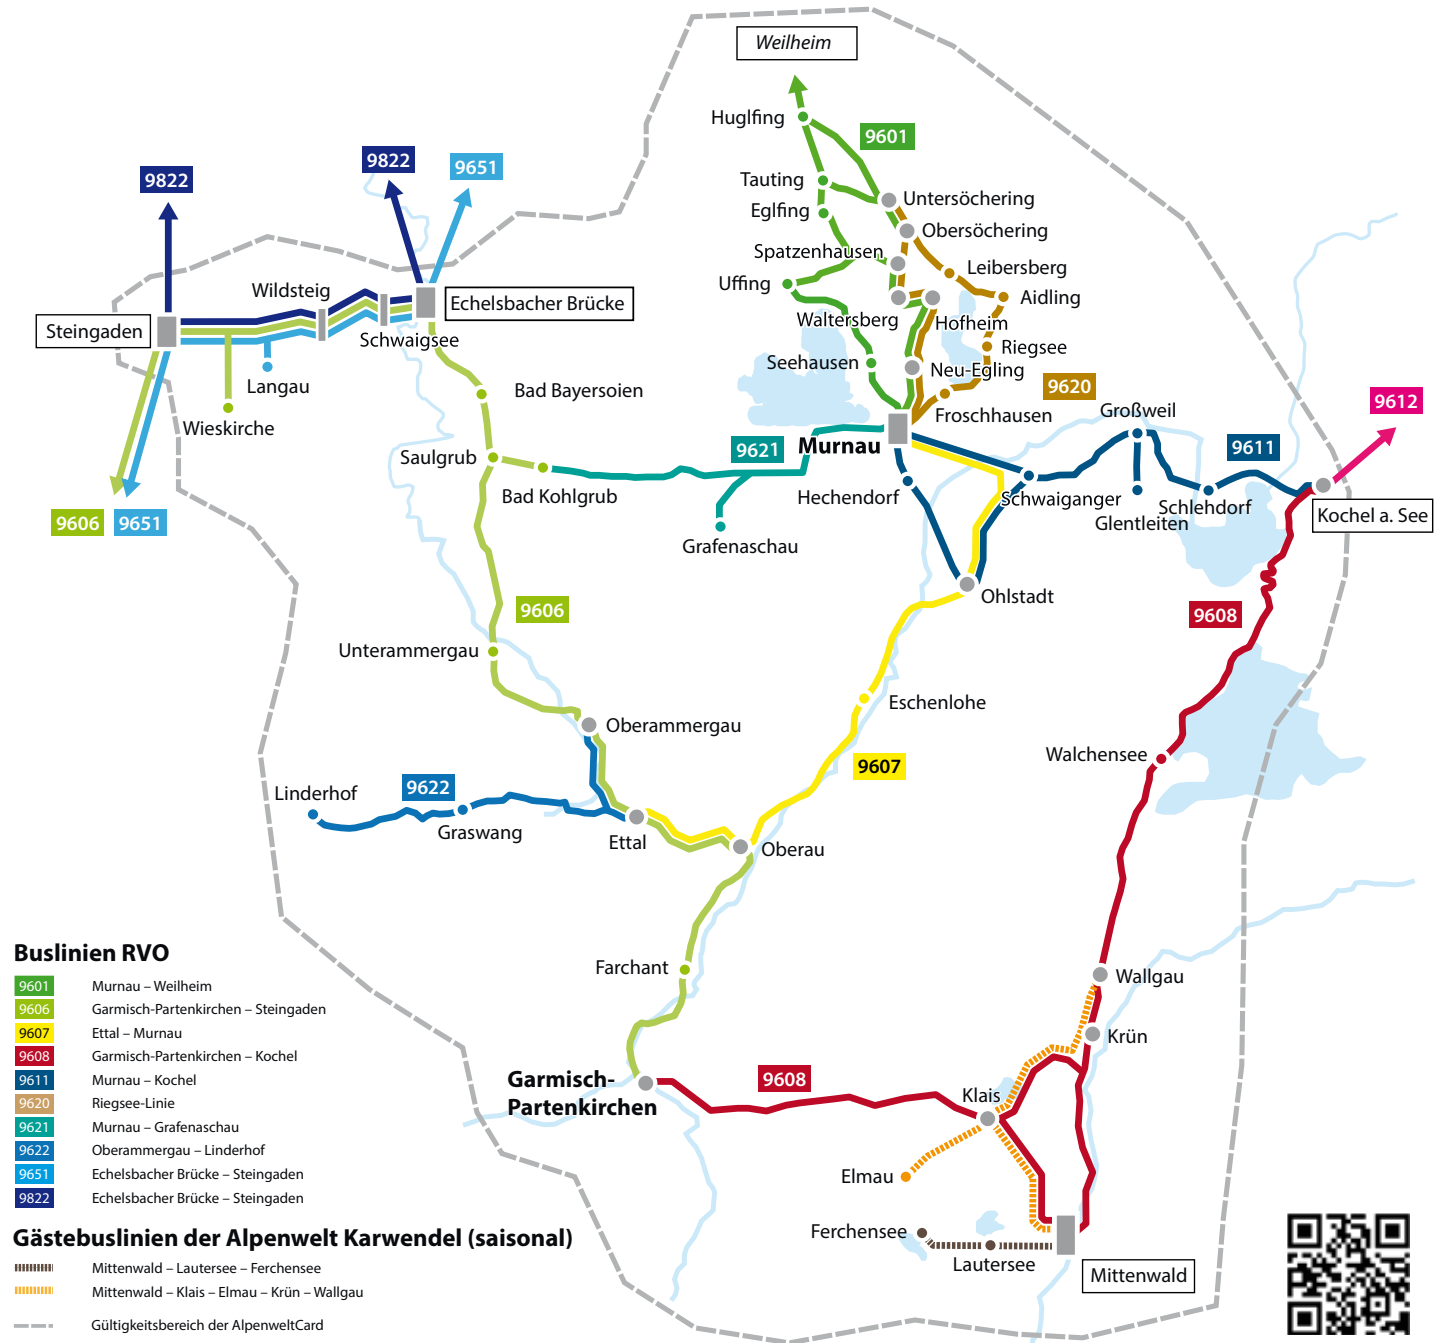 Weilheim
Huglfing
9601
9822
9651
9822
Tauting
Eglfing
Untersöchering
Obersöchering
Spatzenhausen
Leibersberg
Uffing
Aidling
Wildsteig
Echelsbacher Brücke
Steingaden
Schwaigsee
Waltersberg
Hofheim
Riegsee
Seehausen
Neu-Egling
Langau
Bad Bayersoien
9620
9612
Froschhausen
Großweil
Wieskirche
Murnau
9621
9611
Saulgrub
Bad Kohlgrub
Hechendorf
Schwaiganger
Schlehdorf
Glentleiten
Kochel a. See
9606
9651
Grafenaschau
Ohlstadt
9606
9608
Unterammergau
Eschenlohe
Oberammergau
Walchensee
9607
Linderhof
9622
Graswang
Ettal
Oberau
Farchant
Wallgau
Krün
Garmisch-
Partenkirchen
9608
Klais
Elmau
Ferchensee
Lautersee
Mittenwald
Buslinien RVO
9601 Murnau – Weilheim
9606 Garmisch-Partenkirchen – Steingaden
9607 Ettal – Murnau
9608 Garmisch-Partenkirchen – Kochel
9611 Murnau – Kochel
9620 Riegsee-Linie
9621 Murnau – Grafenaschau
9622 Oberammergau – Linderhof
9651 Echelsbacher Brücke – Steingaden
9822 Echelsbacher Brücke – Steingaden
Gästebuslinien der Alpenwelt Karwendel (saisonal)
Mittenwald – Lautersee – Ferchensee
Mittenwald – Klais – Elmau – Krün – Wallgau
Gültigkeitsbereich der AlpenweltCard